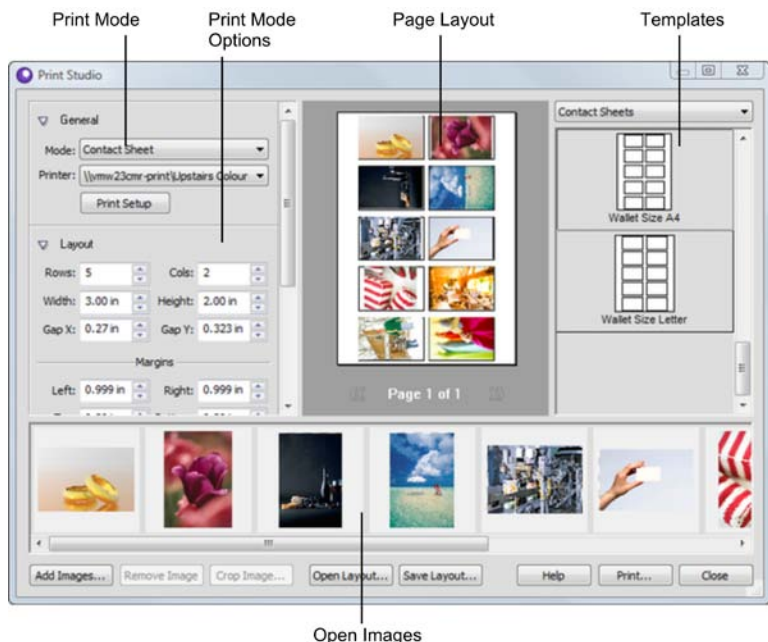 Print Mode
Print Mode
Options
Page Layout
Templates
Print Studio
General
Mode: Contact Sheet
Printer: \\vmw23cmr-print\Upstairs Colour
Print Setup
Layout
Rows: 5 Cols: 2
Width: 3.00 in Height: 2.00 in
Gap X: 0.27 in Gap Y: 0.323 in
Margins
Left: 0.999 in Right: 0.999 in
Page 1 of 1
Contact Sheets
Wallet Size A4
Wallet Size Letter
Add Images... Remove Image Crop Image... Open Layout... Save Layout... Help Print... Close
Open Images